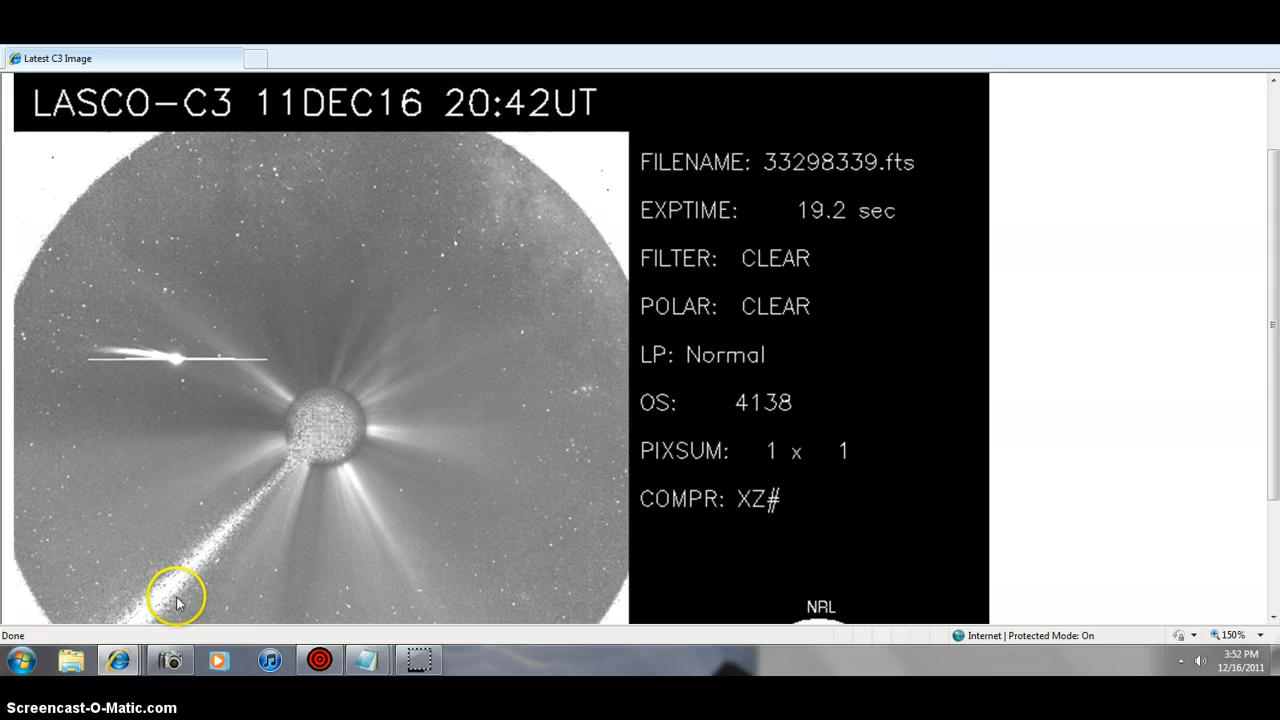 Latest C3 Image
LASCO-C3 11DEC16 20:42UT
FILENAME: 33298339.fts
EXPTIME: 19.2 sec
FILTER: CLEAR
POLAR: CLEAR
LP: Normal
OS: 4138
PIXSUM: 1 x 1
COMPR: XZ#
NRL
Done
Internet | Protected Mode: On
150%
3:52 PM
12/16/2011
Screencast-O-Matic.com